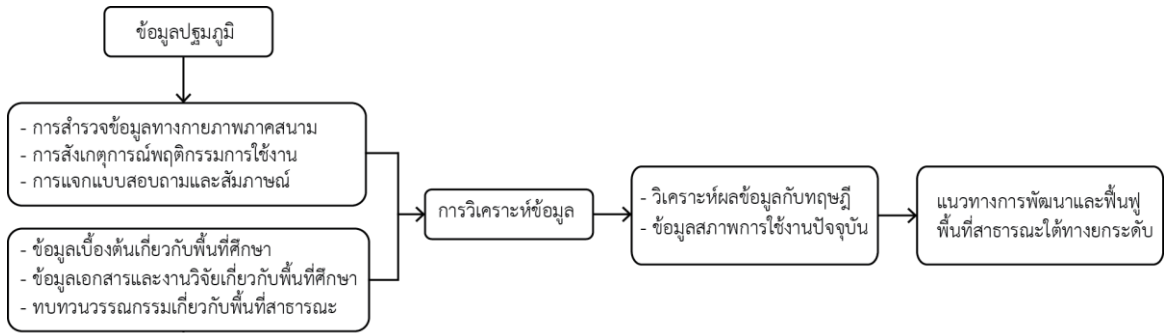 ข้อมูลปฐมภูมิ
- การสำรวจข้อมูลทางกายภาพภาคสนาม
- การสังเกตุการณ์พฤติกรรมการใช้งาน
- การแจกแบบสอบถามและสัมภาษณ์
- ข้อมูลเบื้องต้นเกี่ยวกับพื้นที่ศึกษา
- ข้อมูลเอกสารและงานวิจัยเกี่ยวกับพื้นที่ศึกษา
- ทบทวนวรรณกรรมเกี่ยวกับพื้นที่สาธารณะ
การวิเคราะห์ข้อมูล
- วิเคราะห์ผลข้อมูลกับทฤษฎี
- ข้อมูลสภาพการใช้งานปัจจุบัน
แนวทางการพัฒนาและฟื้นฟู
พื้นที่สาธารณะใต้ทางยกระดับ